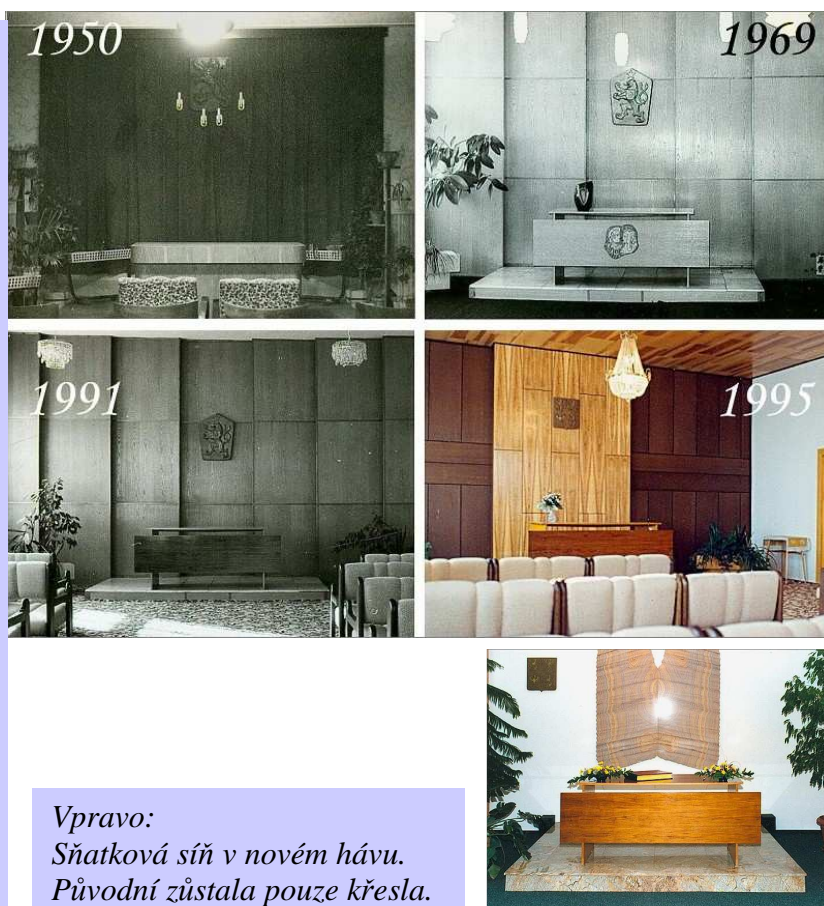 1950
1969
1991
1995
Vpravo:
Sňatková síň v novém hávu.
Původní zůstala pouze křesla.